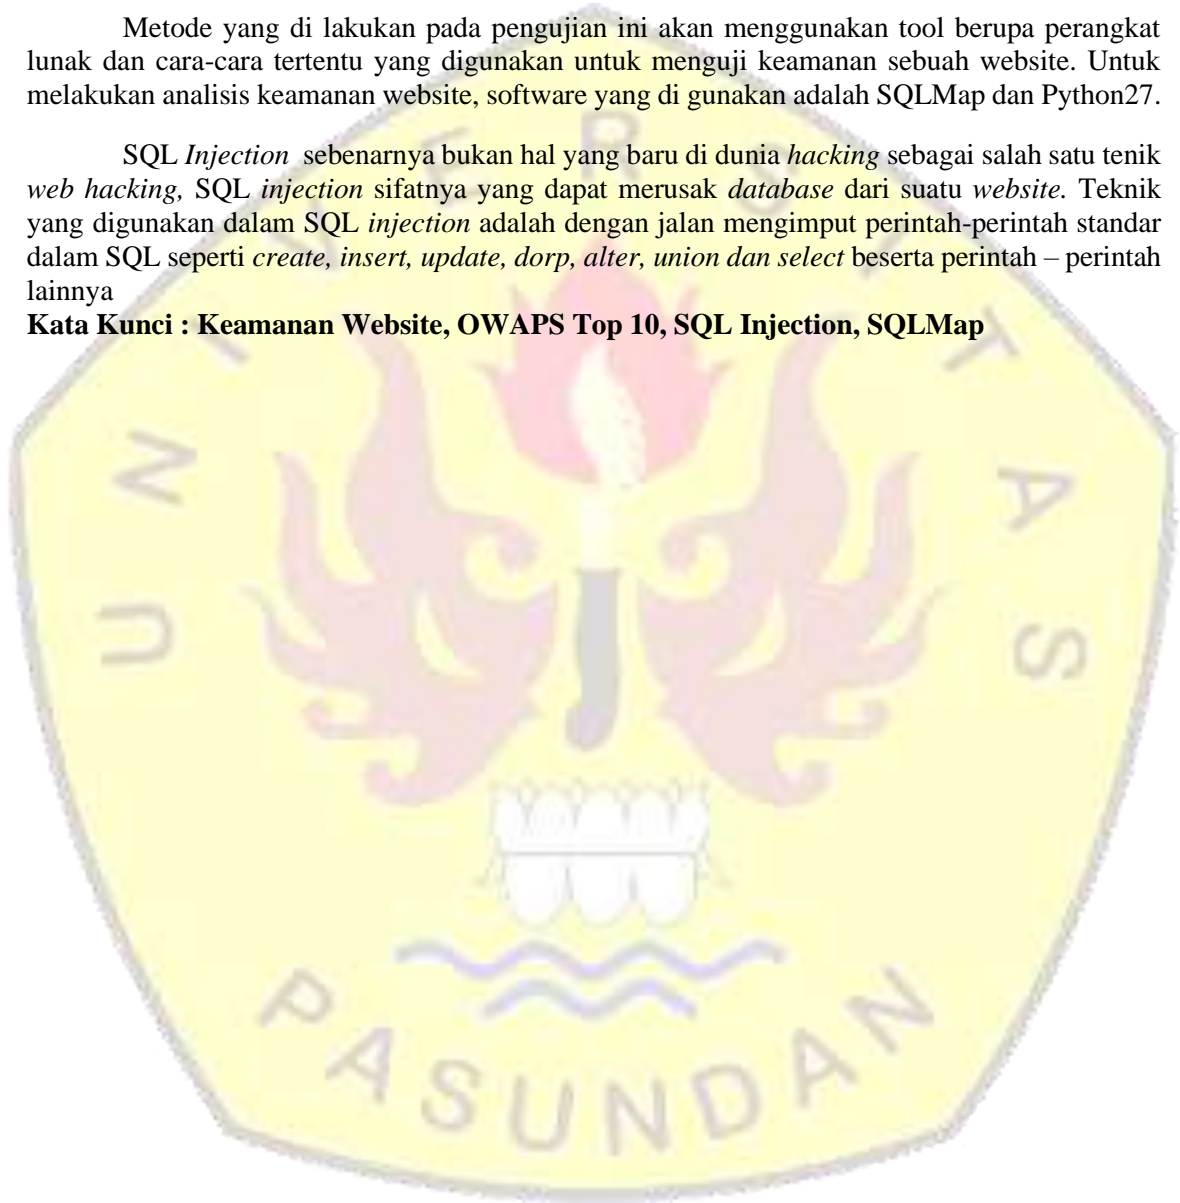 Metode yang di lakukan pada pengujian ini akan menggunakan tool berupa perangkat
lunak dan cara-cara tertentu yang digunakan untuk menguji keamanan sebuah website. Untuk
melakukan analisis keamanan website, software yang di gunakan adalah SQLMap dan Python27.
SQL Injection sebenarnya bukan hal yang baru di dunia hacking sebagai salah satu tenik
web hacking, SQL injection sifatnya yang dapat merusak database dari suatu website. Teknik
yang digunakan dalam SQL injection adalah dengan jalan mengimput perintah-perintah standar
dalam SQL seperti create, insert, update, dorp, alter, union dan select beserta perintah – perintah
lainnya
Kata Kunci : Keamanan Website, OWAPS Top 10, SQL Injection, SQLMap
UNIVERSITAS
PASUNDAN